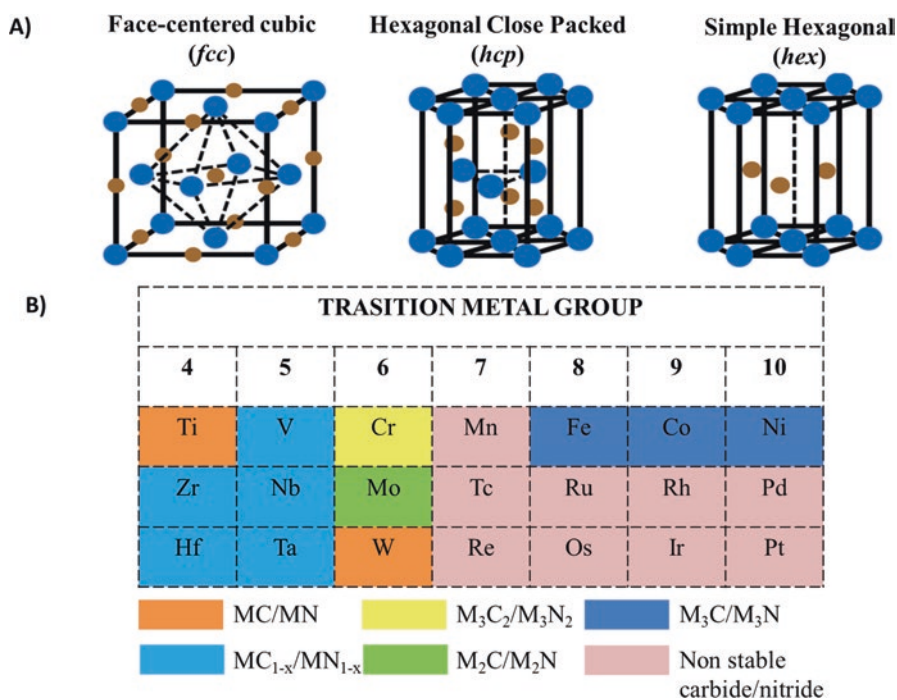 A)
Face-centered cubic
(fcc)
Hexagonal Close Packed
(hcp)
Simple Hexagonal
(hex)
B)
TRASITION METAL GROUP
4 5 6 7 8 9 10
Ti V Cr Mn Fe Co Ni
Zr Nb Mo Tc Ru Rh Pd
Hf Ta W Re Os Ir Pt
MC/MN
M₃C₂/M₃N₂
M₃C/M₃N
MC₁₋ₓ/MN₁₋ₓ
M₂C/M₂N
Non stable
carbide/nitride